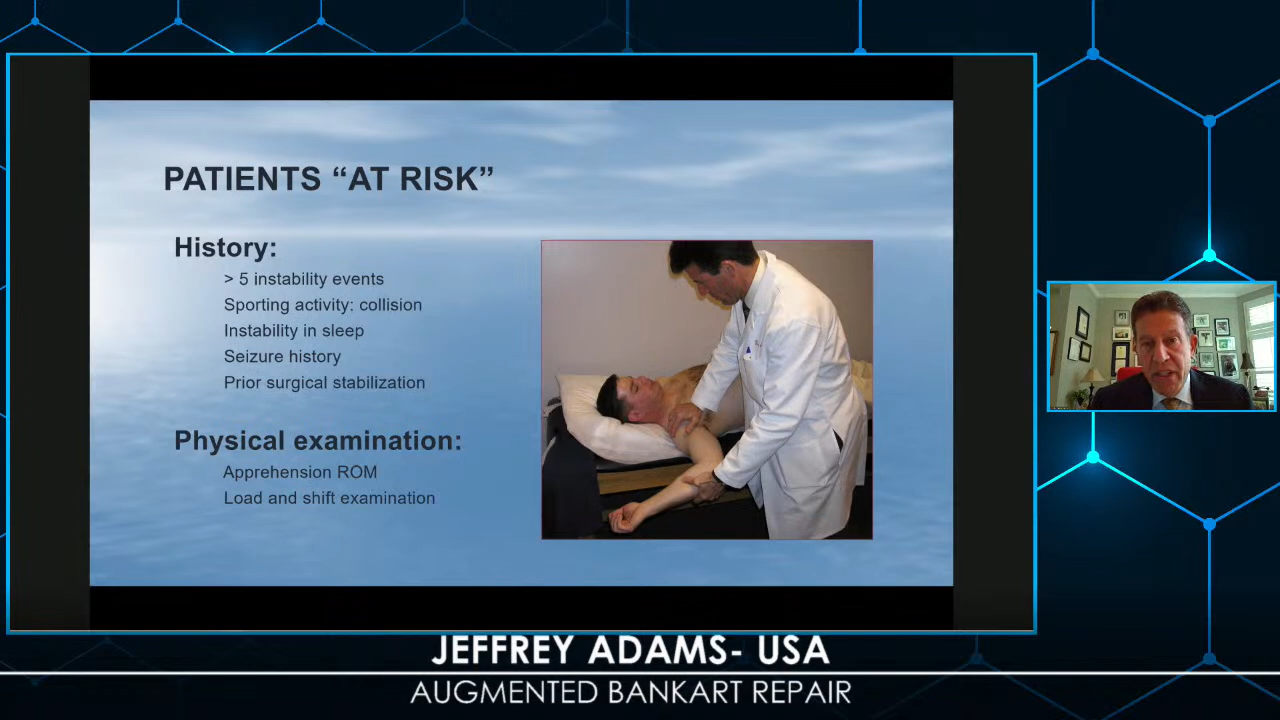 PATIENTS “AT RISK”
History:
> 5 instability events
Sporting activity: collision
Instability in sleep
Seizure history
Prior surgical stabilization
Physical examination:
Apprehension ROM
Load and shift examination
JEFFREY ADAMS- USA
AUGMENTED BANKART REPAIR